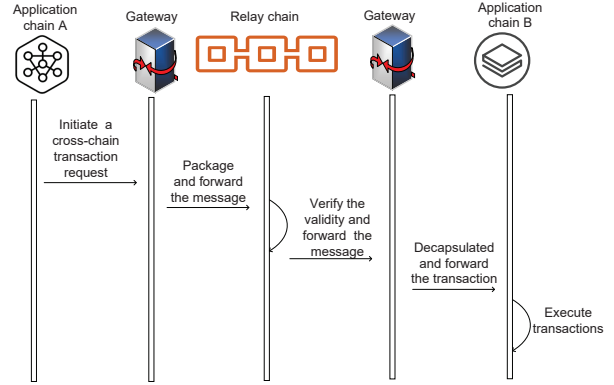 Application
chain A
Gateway
Relay chain
Gateway
Application
chain B
Initiate a
cross-chain
transaction
request
Package
and forward
the message
Verify the
validity and
forward the
message
Decapsulated
and forward
the transaction
Execute
transactions